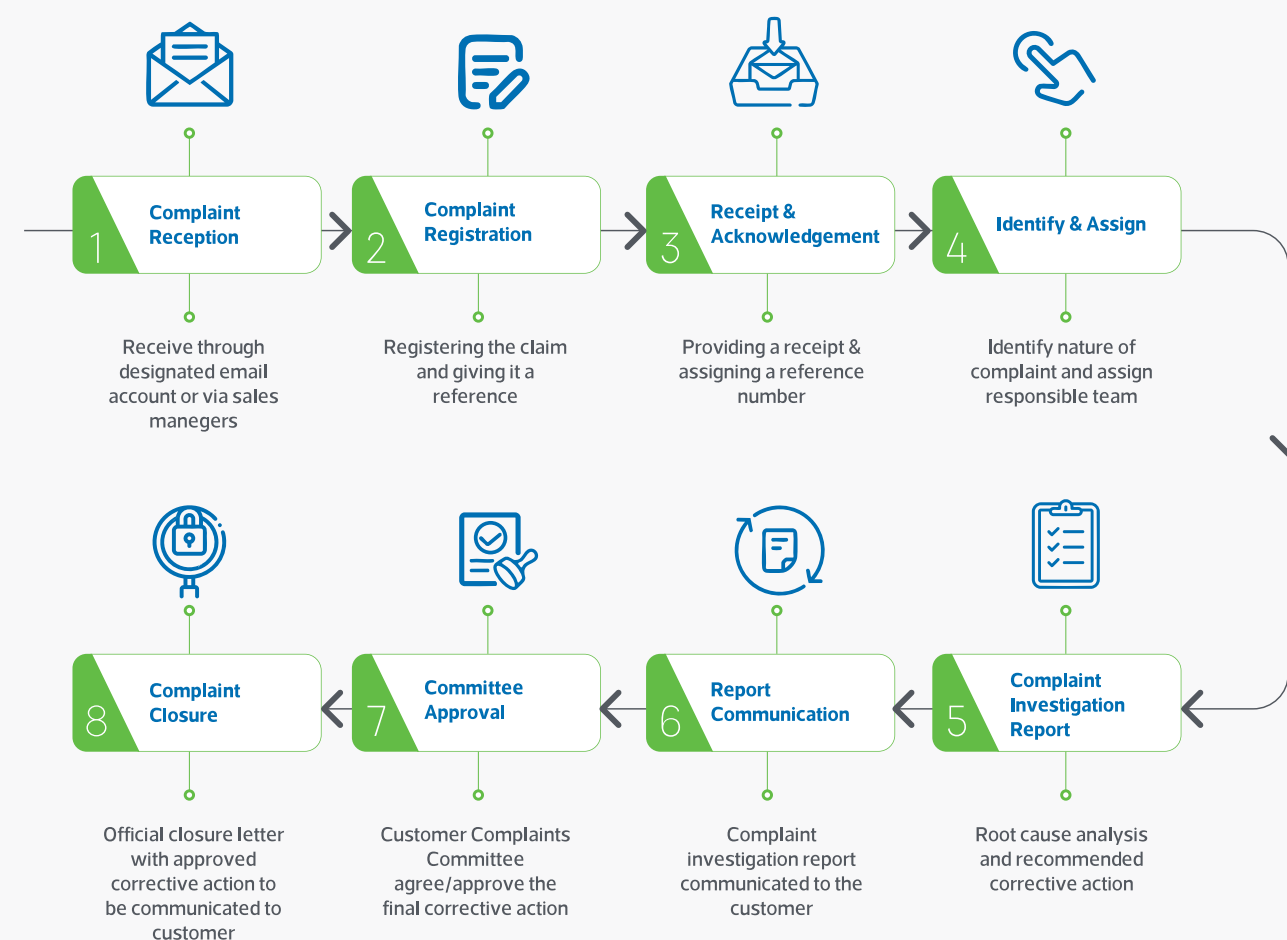 1
Complaint
Reception
Receive through
designated email
account or via sales
manegers
2
Complaint
Registration
Registering the claim
and giving it a
reference
3
Receipt &
Acknowledgement
Providing a receipt &
assigning a reference
number
4
Identify & Assign
Identify nature of
complaint and assign
responsible team
5
Complaint
Investigation
Report
Root cause analysis
and recommended
corrective action
6
Report
Communication
Complaint
investigation report
communicated to the
customer
7
Committee
Approval
Customer Complaints
Committee
agree/approve the
final corrective action
8
Complaint
Closure
Official closure letter
with approved
corrective action to
be communicated to
customer